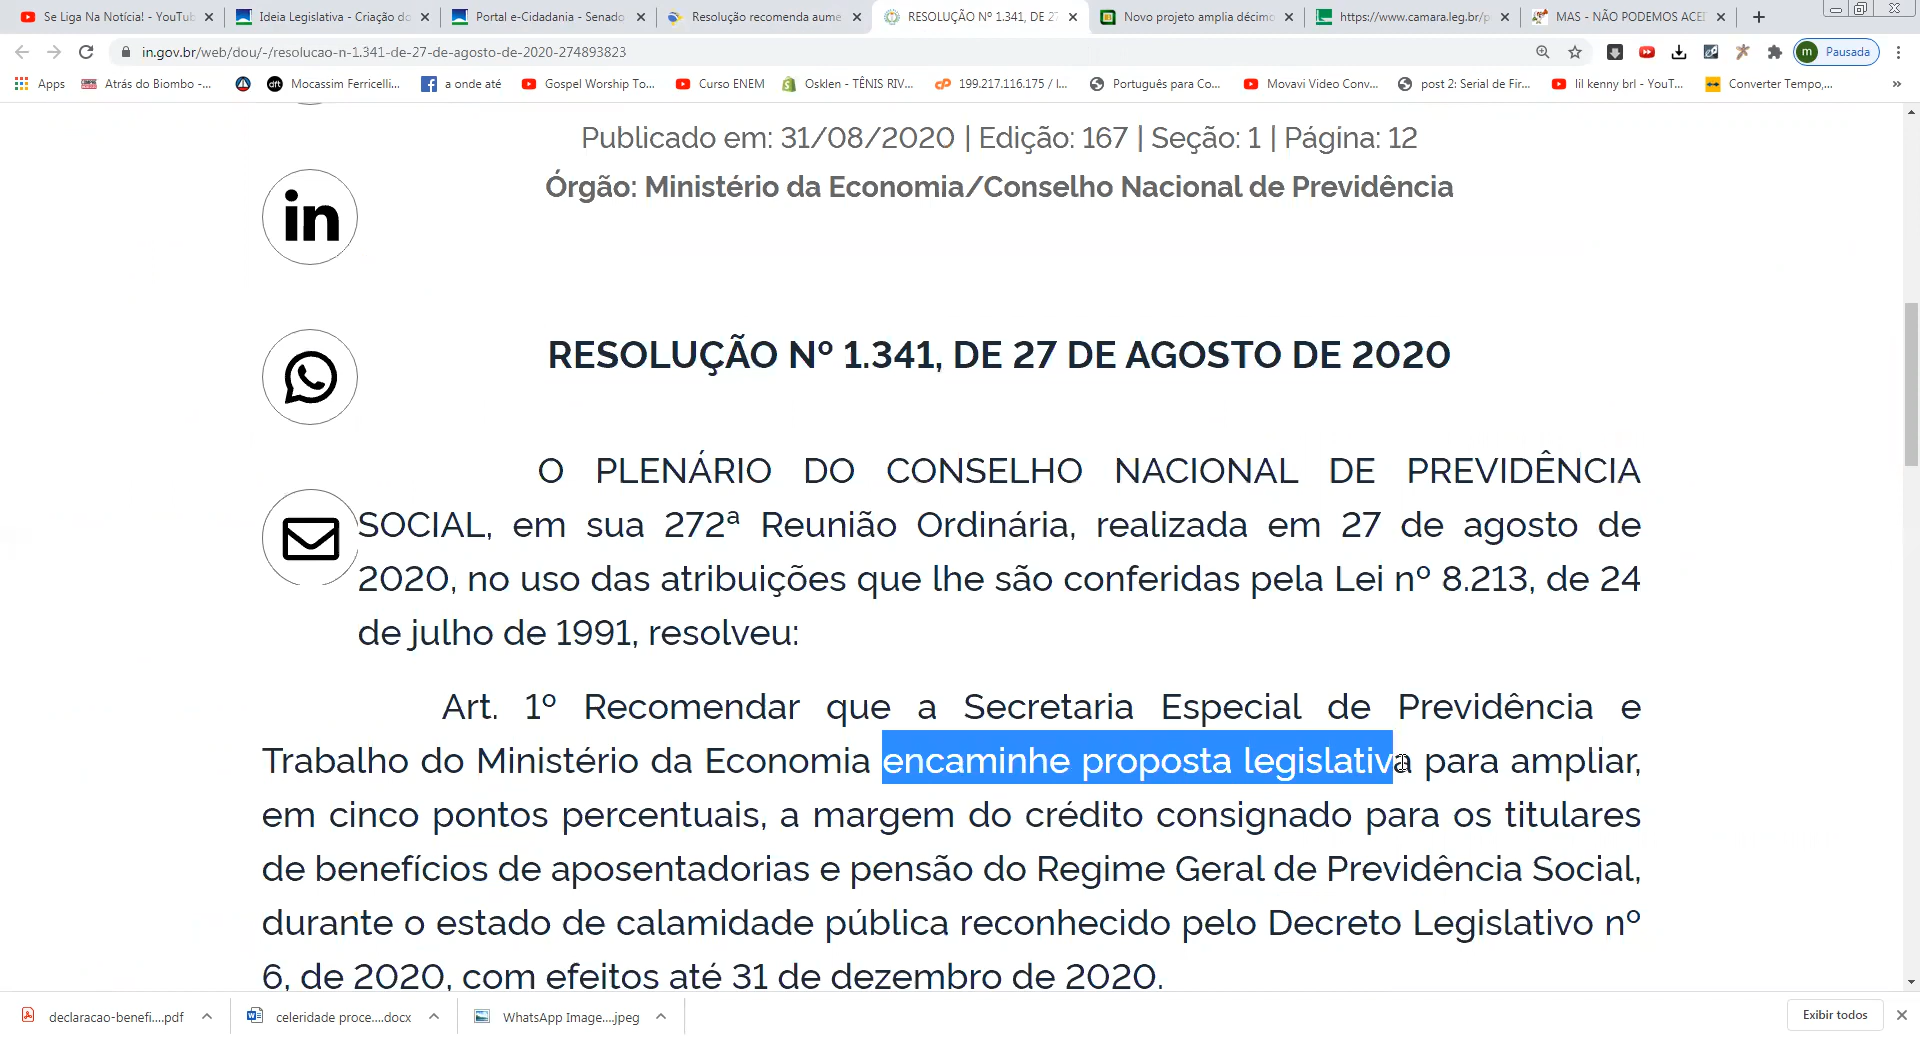 Se Liga Na Notícia! - YouTub
Ideia Legislativa - Criação do
Portal e-Cidadania - Senado
Resolução recomenda aume
RESOLUÇÃO Nº 1.341, DE 27
Novo projeto amplia décimo
https://www.camara.leg.br/p
MAS - NÃO PODEMOS ACEI
in.gov.br/web/dou/-/resolucao-n-1.341-de-27-de-agosto-de-2020-274893823
m
Pausada
Apps
Atrás do Biombo -...
dft
Mocassim Ferricelli...
a onde até
Gospel Worship To...
Curso ENEM
Osklen - TÊNIS RIV...
199.217.116.175 / l...
Português para Co...
Movavi Video Conv...
post 2: Serial de Fir...
lil kenny brl - YouT...
Converter Tempo,...
»
Publicado em: 31/08/2020 | Edição: 167 | Seção: 1 | Página: 12
Órgão: Ministério da Economia/Conselho Nacional de Previdência
in
RESOLUÇÃO Nº 1.341, DE 27 DE AGOSTO DE 2020
O PLENÁRIO DO CONSELHO NACIONAL DE PREVIDÊNCIA
SOCIAL, em sua 272ª Reunião Ordinária, realizada em 27 de agosto de
2020, no uso das atribuições que lhe são conferidas pela Lei nº 8.213, de 24
de julho de 1991, resolveu:
Art. 1º Recomendar que a Secretaria Especial de Previdência e
Trabalho do Ministério da Economia encaminhe proposta legislativa para ampliar,
em cinco pontos percentuais, a margem do crédito consignado para os titulares
de benefícios de aposentadorias e pensão do Regime Geral de Previdência Social,
durante o estado de calamidade pública reconhecido pelo Decreto Legislativo nº
6, de 2020, com efeitos até 31 de dezembro de 2020.
declaracao-benefi....pdf
celeridade proce....docx
WhatsApp Image....jpeg
Exibir todos